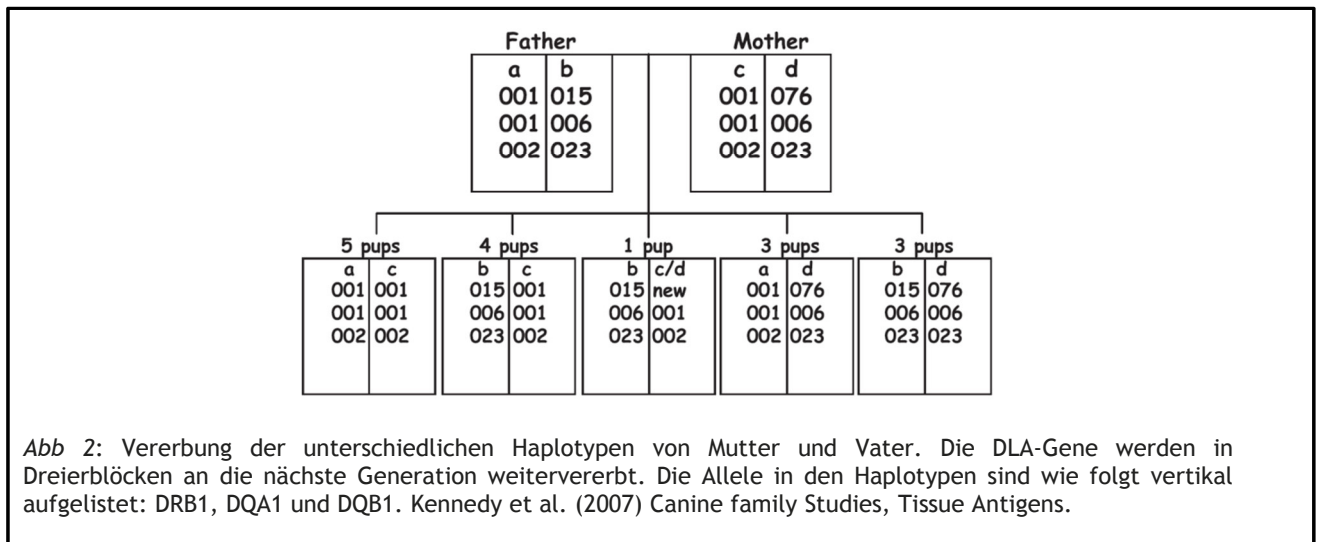 Father Mother
a b c d
001 015 001 076
001 006 001 006
002 023 002 023
5 pups 4 pups 1 pup 3 pups 3 pups
a c b c b c/d a d b d
001 001 015 001 015 new 001 076 015 076
001 001 006 001 006 001 001 006 006 006
002 002 023 002 023 002 002 023 023 023
Abb 2: Vererbung der unterschiedlichen Haplotypen von Mutter und Vater. Die DLA-Gene werden in
Dreierblöcken an die nächste Generation weitervererbt. Die Allele in den Haplotypen sind wie folgt vertikal
aufgelistet: DRB1, DQA1 und DQB1. Kennedy et al. (2007) Canine family Studies, Tissue Antigens.